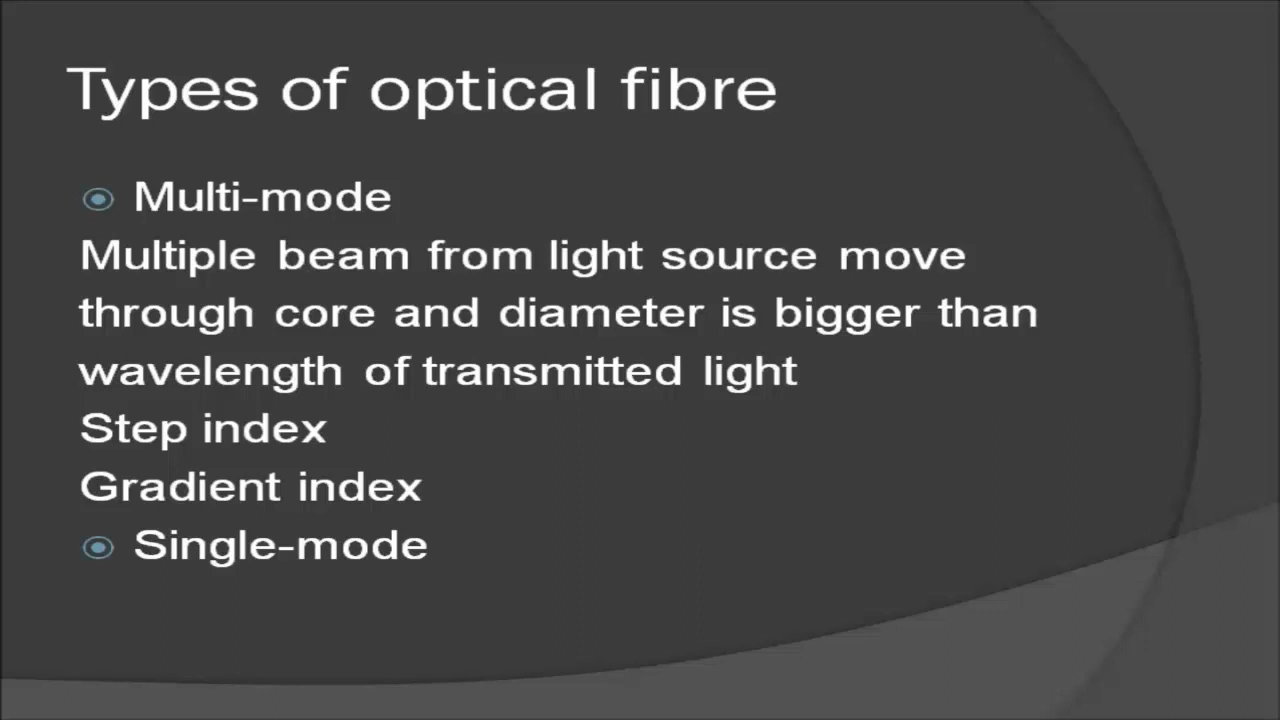 Types of optical fibre
Multi-mode
Multiple beam from light source move
through core and diameter is bigger than
wavelength of transmitted light
Step index
Gradient index
Single-mode